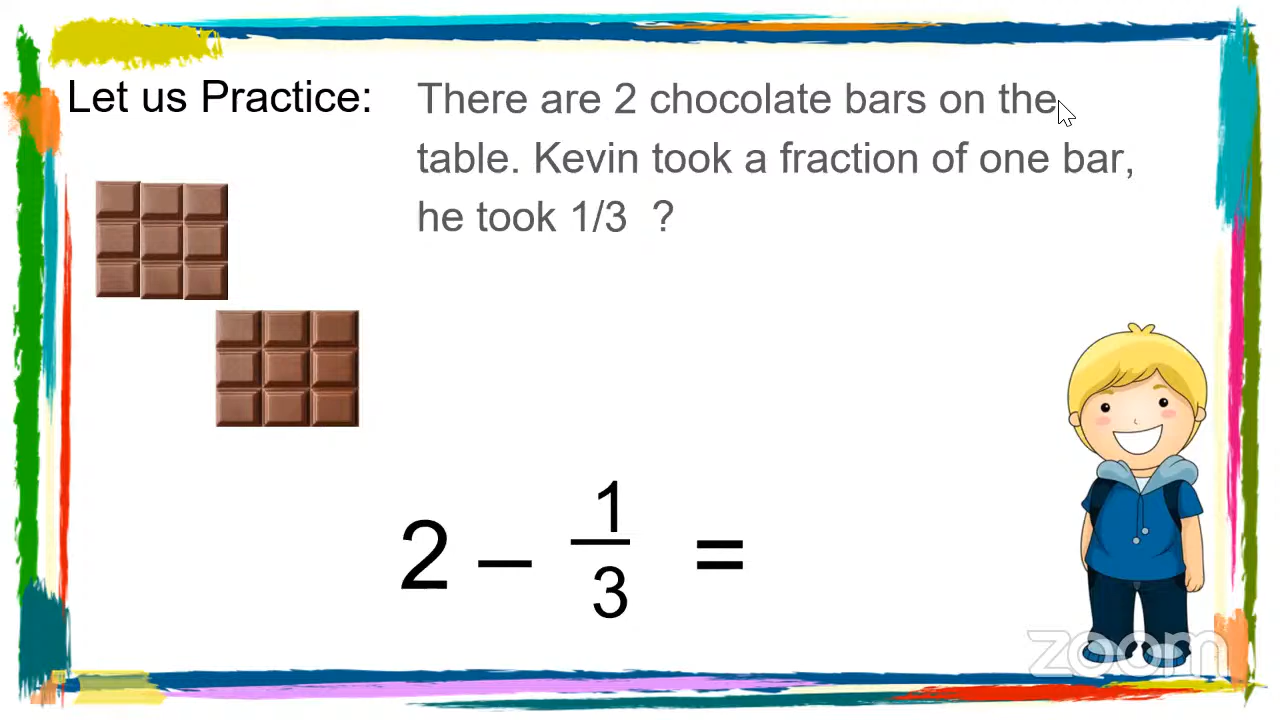 Let us Practice:
There are 2 chocolate bars on the
table. Kevin took a fraction of one bar,
he took 1/3 ?
2 – 1/3 =
zoom